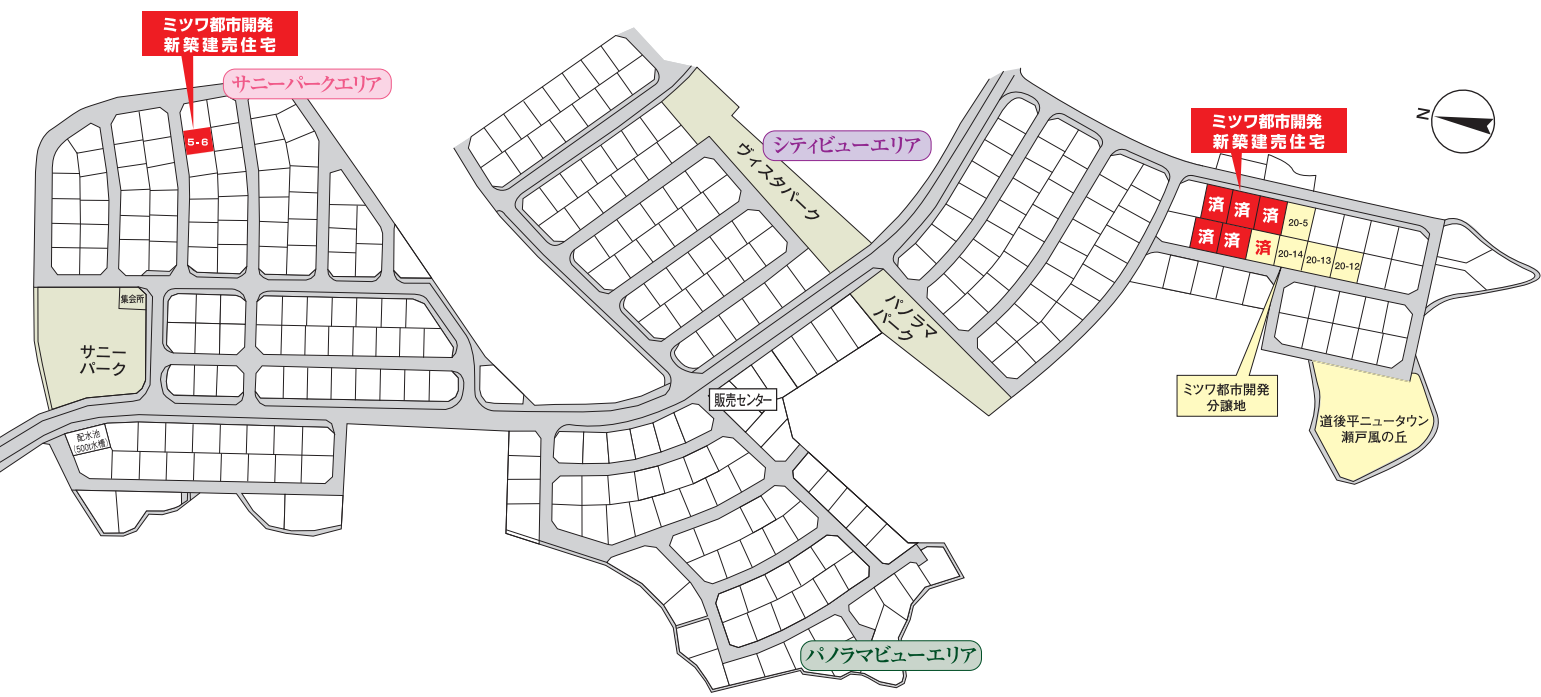 ミツワ都市開発
新築建売住宅
サニーパークエリア
5-6
シティビューエリア
ヴィスタパーク
N
ミツワ都市開発
新築建売住宅
済 済 済 20-5
済 済 済 20-14 20-13 20-12
集会所
サニー
パーク
パノラマ
パーク
販売センター
ミツワ都市開発
分譲地
道後平ニュータウン
瀬戸風の丘
配水池
(500t水槽)
パノラマビューエリア